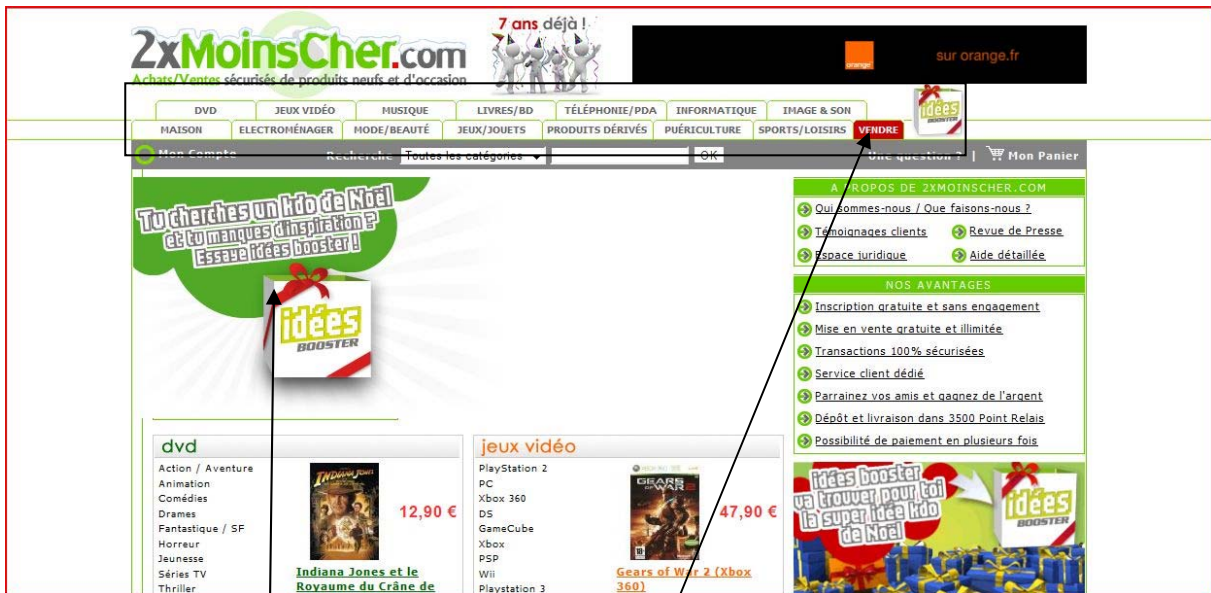 7 ans déjà !
2xMoinsCher.com
Achats/Ventes sécurisés de produits neufs et d'occasion
orange
sur orange.fr
DVD JEUX VIDÉO MUSIQUE LIVRES/BD TÉLÉPHONIE/PDA INFORMATIQUE IMAGE & SON
idées
BOOSTER
MAISON ELECTROMÉNAGER MODE/BEAUTÉ JEUX/JOUETS PRODUITS DÉRIVÉS PUÉRICULTURE SPORTS/LOISIRS VENDRE
Mon Compte Recherche Toutes les catégories OK Une question ? | Mon Panier
Tu cherches un kdo de Noël
et tu manques d'inspiration ?
Essaye idées booster !
idées
BOOSTER
A PROPOS DE 2XMOINSCHER.COM
Qui sommes-nous / Que faisons-nous ?
Témoignages clients Revue de Presse
Espace juridique Aide détaillée
NOS AVANTAGES
Inscription gratuite et sans engagement
Mise en vente gratuite et illimitée
Transactions 100% sécurisées
Service client dédié
Parrainez vos amis et gagnez de l'argent
Dépôt et livraison dans 3500 Point Relais
Possibilité de paiement en plusieurs fois
dvd
Action / Aventure
Animation
Comédies
Drames
Fantastique / SF
Horreur
Jeunesse
Séries TV
Thriller
INDIANA JONES
12,90 €
Indiana Jones et le
Royaume du Crâne de
jeux vidéo
PlayStation 2
PC
Xbox 360
DS
GameCube
Xbox
PSP
Wii
Playstation 3
GEARS
OF WAR 2
47,90 €
Gears of War 2 (Xbox
360)
idées booster
va trouver pour toi
la super idée kdo
de Noël
idées
BOOSTER